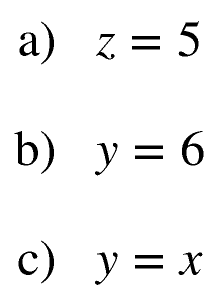 a) z = 5
b) y = 6
c) y = x